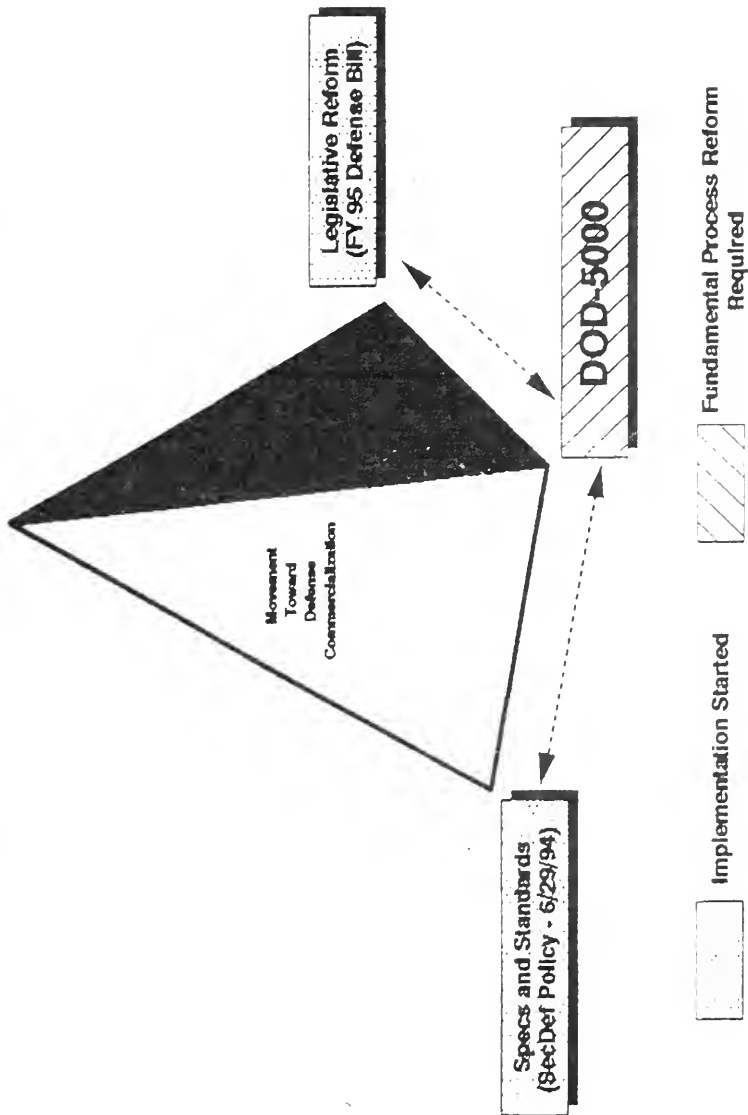 Legislative Reform
(FY 95 Defense Bill)
Movement
Toward
Defense
Commercialization
DOD-5000
Specs and Standards
(SecDef Policy - 6/29/94)
Implementation Started
Fundamental Process Reform
Required